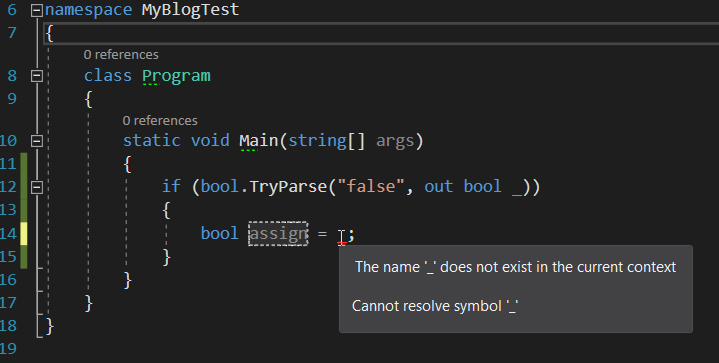 6 namespace MyBlogTest
7 {
0 references
8 class Program
9 {
0 references
10 static void Main(string[] args)
11 {
12 if (bool.TryParse("false", out bool _))
13 {
14 bool assign = _;
15 }
16 }
17 }
18 }
19
The name '_' does not exist in the current context
Cannot resolve symbol '_'